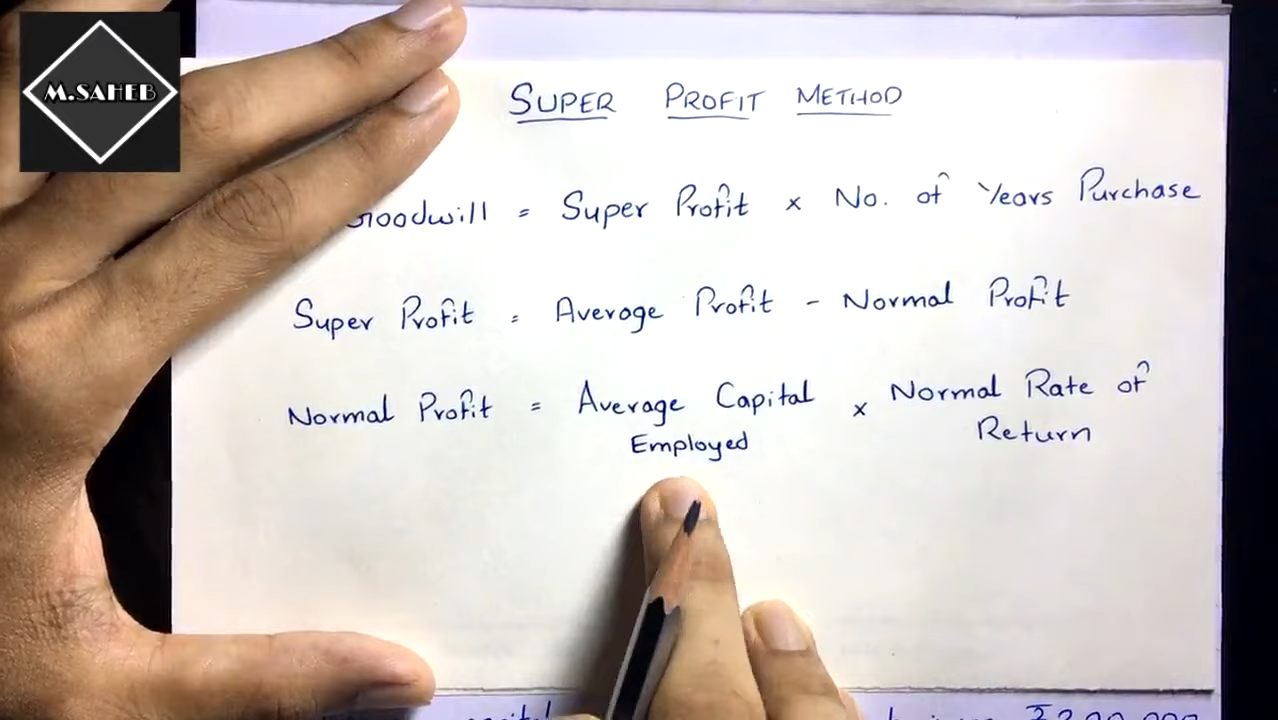 M.SAHEB
SUPER PROFIT METHOD
Goodwill = Super Profit × No. of Years Purchase
Super Profit = Average Profit - Normal Profit
Normal Profit = Average Capital Employed × Normal Rate of Return